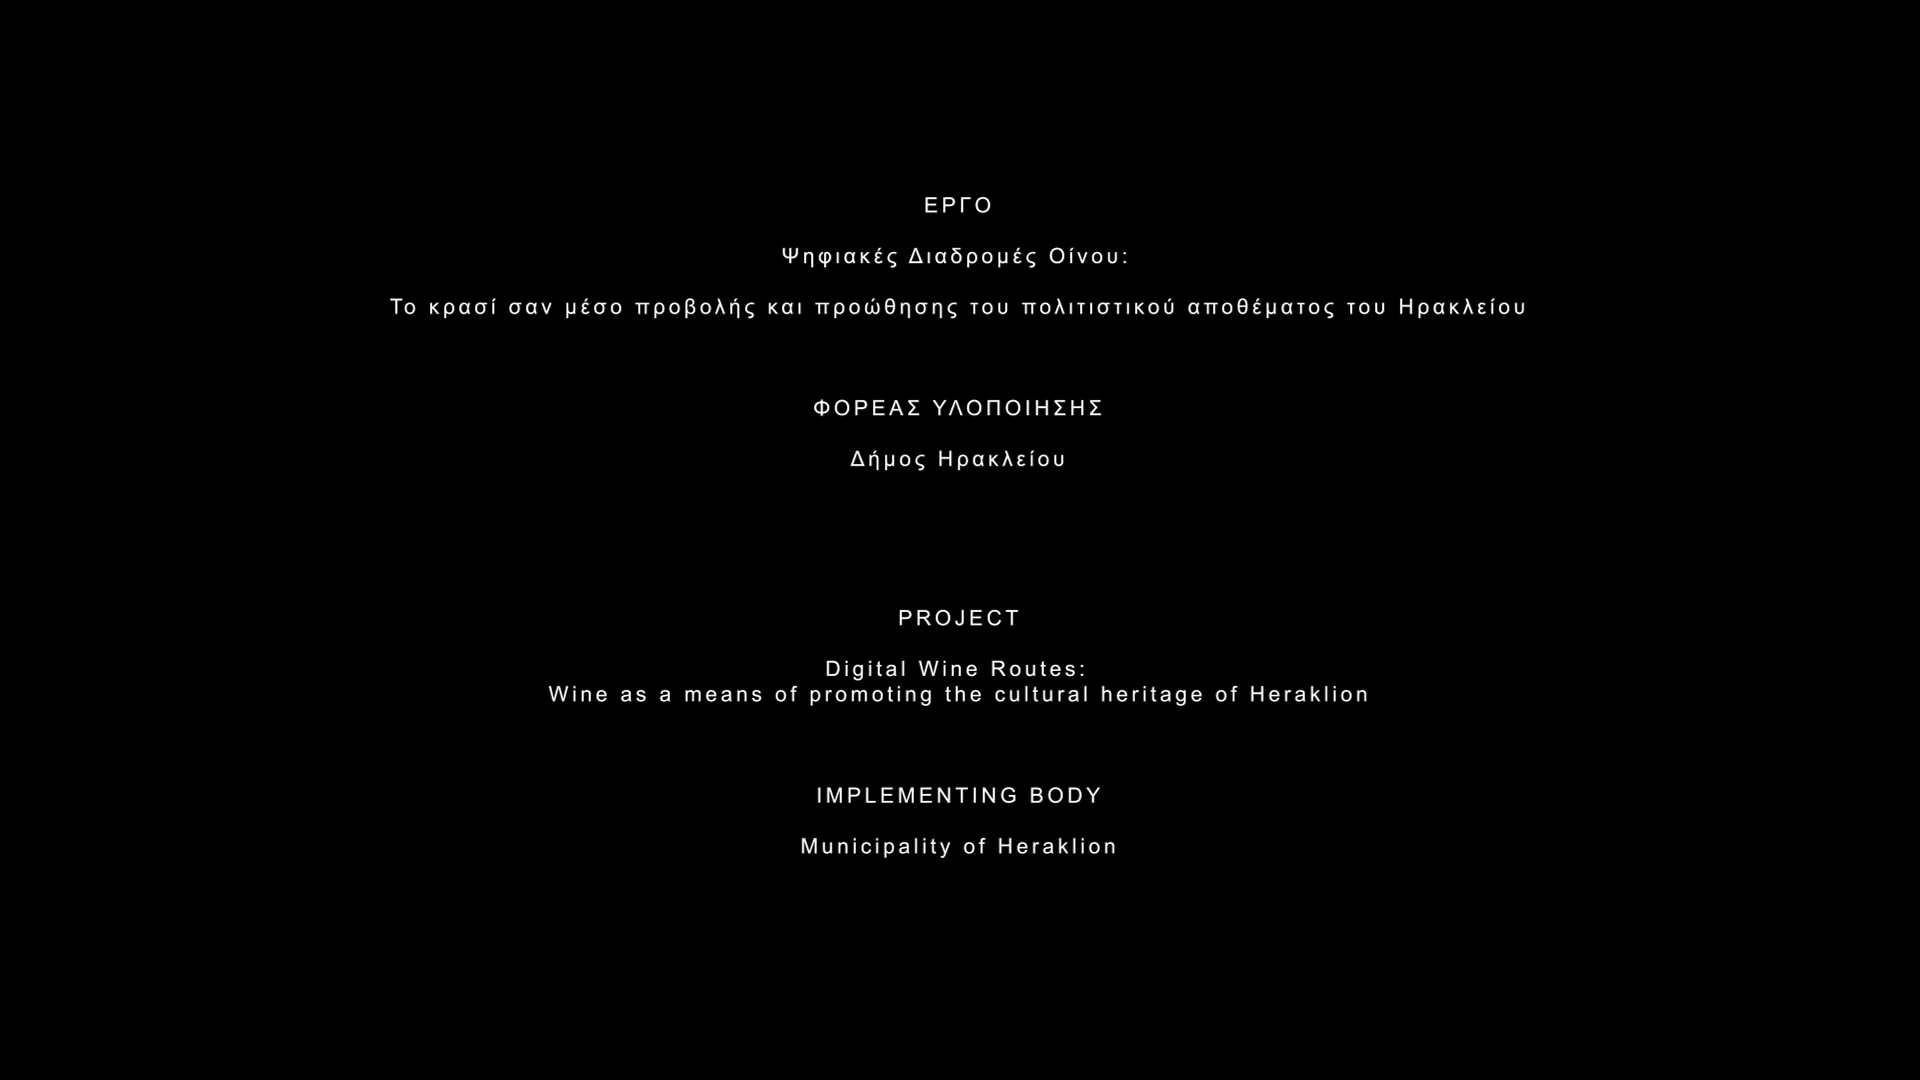 ΕΡΓΟ
Ψηφιακές Διαδρομές Οίνου:
Το κρασί σαν μέσο προβολής και προώθησης του πολιτιστικού αποθέματος του Ηρακλείου
ΦΟΡΕΑΣ ΥΛΟΠΟΙΗΣΗΣ
Δήμος Ηρακλείου
PROJECT
Digital Wine Routes:
Wine as a means of promoting the cultural heritage of Heraklion
IMPLEMENTING BODY
Municipality of Heraklion